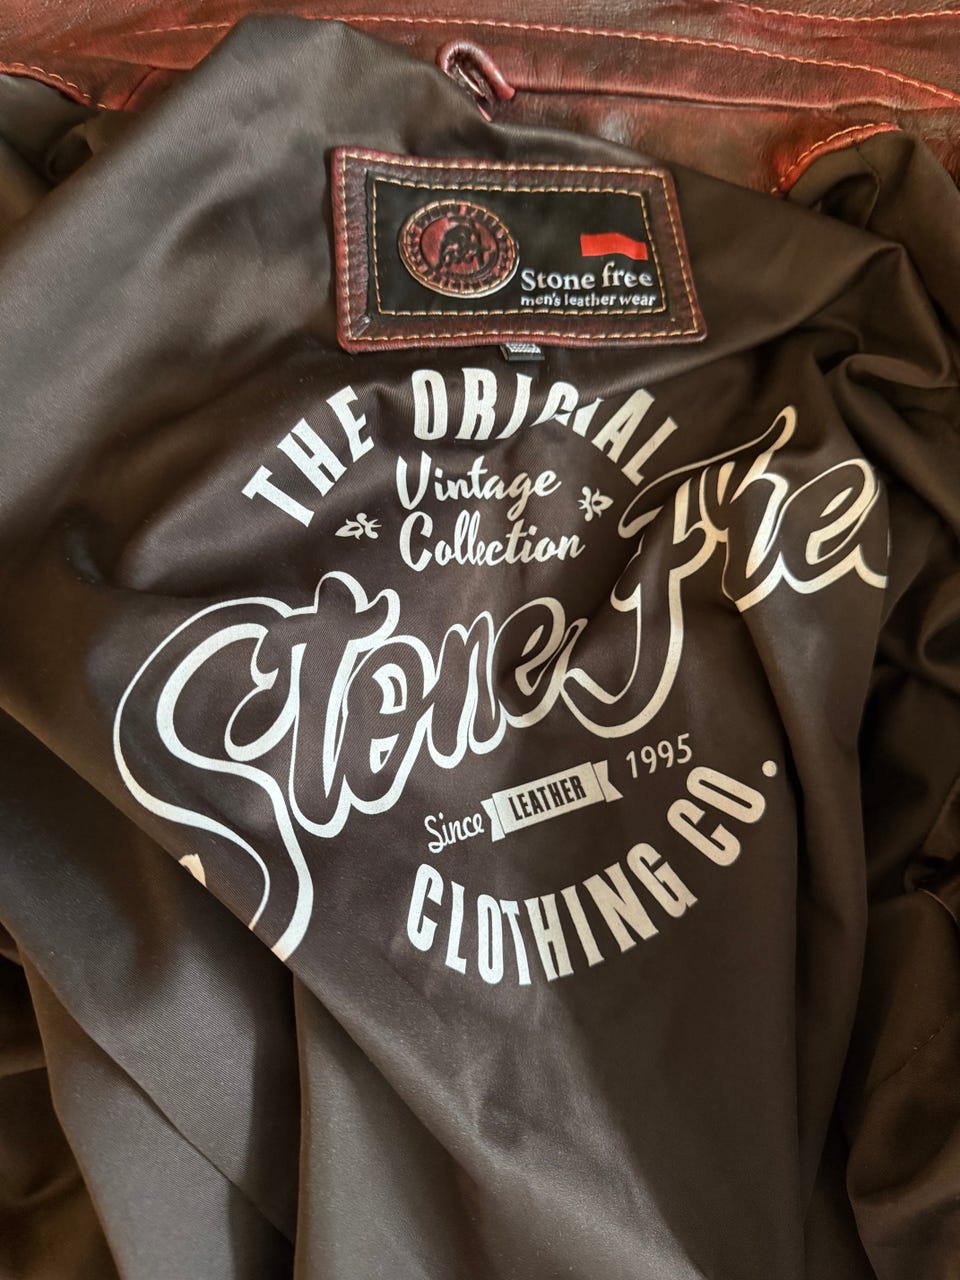 Stone free
men's leather wear
THE ORIGINAL
Vintage
Collection
Stone Free
Since LEATHER 1995
CLOTHING CO.